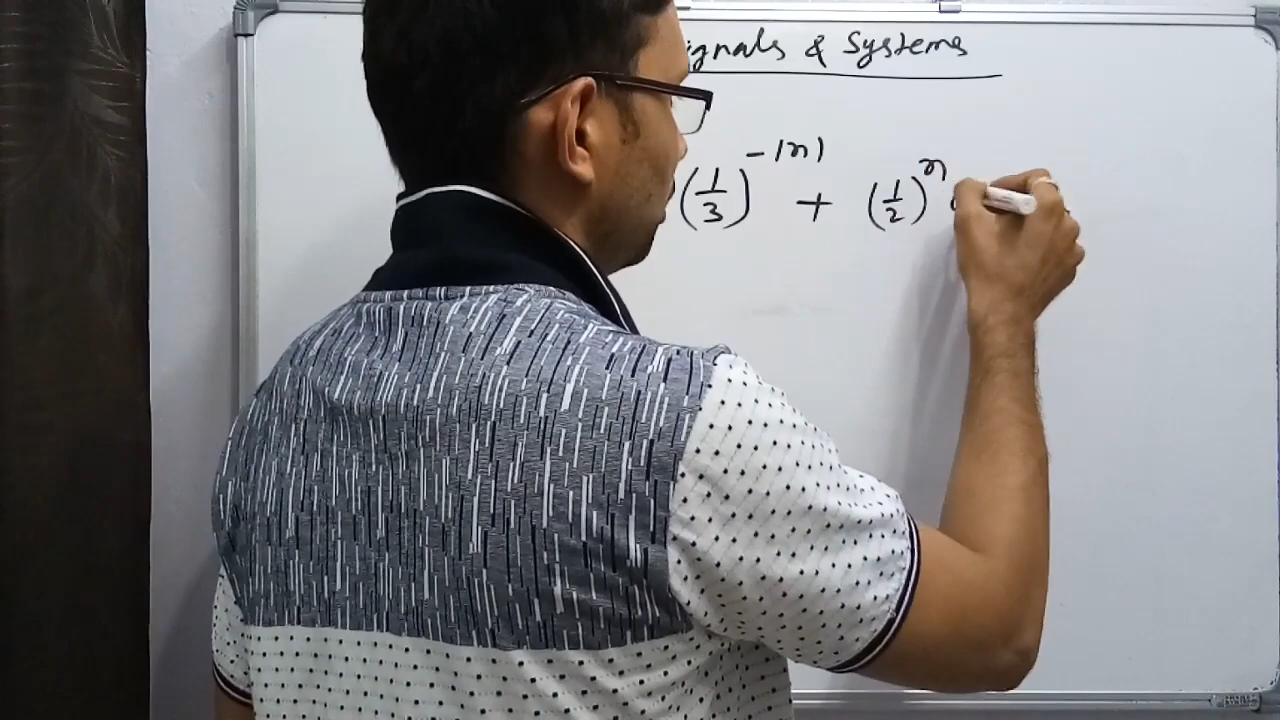 ignals & Systems
(1/3)^-|n| + (1/2)^n